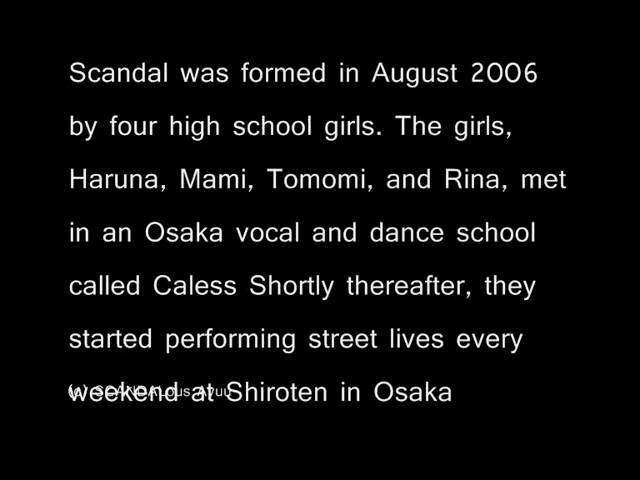 Scandal was formed in August 2006
by four high school girls. The girls,
Haruna, Mami, Tomomi, and Rina, met
in an Osaka vocal and dance school
called Caless Shortly thereafter, they
started performing street lives every
weekend at Shiroten in Osaka
(c) SCANDALous Ayuu